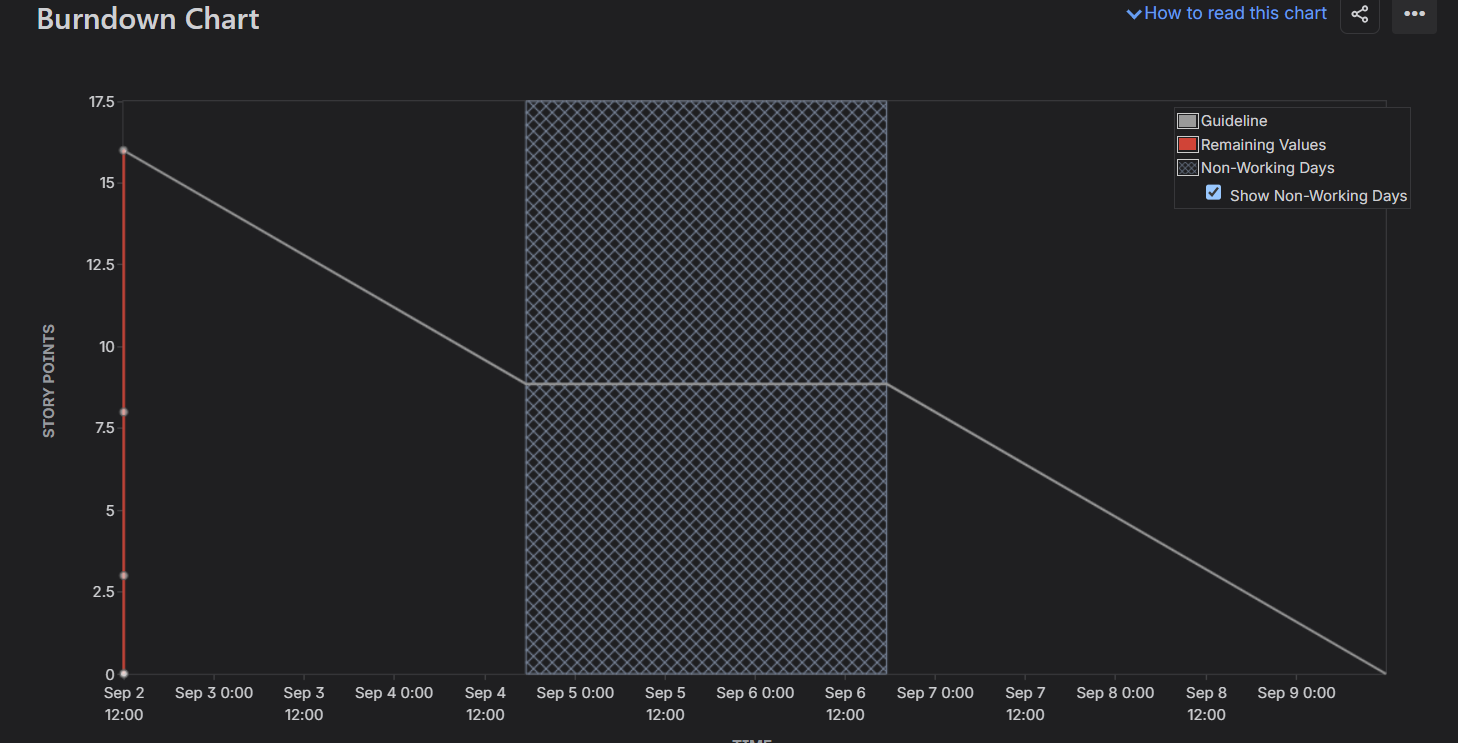 Burndown Chart
How to read this chart
17.5
15
12.5
10
7.5
5
2.5
0
STORY POINTS
Guideline
Remaining Values
Non-Working Days
Show Non-Working Days
Sep 2 12:00
Sep 3 0:00
Sep 3 12:00
Sep 4 0:00
Sep 4 12:00
Sep 5 0:00
Sep 5 12:00
Sep 6 0:00
Sep 6 12:00
Sep 7 0:00
Sep 7 12:00
Sep 8 0:00
Sep 8 12:00
Sep 9 0:00
TIME